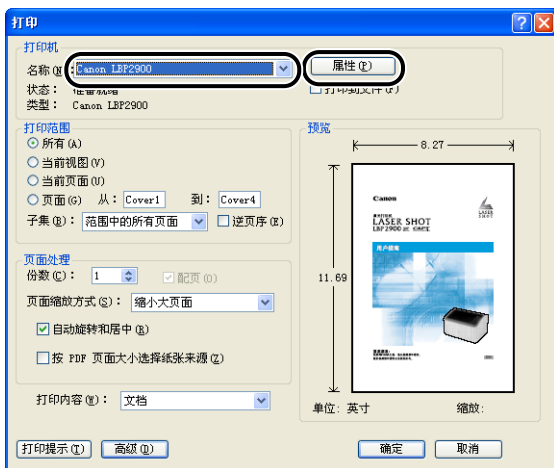 打印
打印机
名称(N): Canon LBP2900 属性(P)
状态: 准备就绪 打印到文件(F)
类型: Canon LBP2900
打印范围
所有(A)
当前视图(V)
当前页面(U)
页面(G) 从: Cover1 到: Cover4
子集(B): 范围中的所有页面 逆页序(E)
页面处理
份数(C): 1 配页(O)
页面缩放方式(S): 缩小大页面
自动旋转和居中(R)
按 PDF 页面大小选择纸张来源(Z)
打印内容(W): 文档
预览
8.27
11.69
Canon
LASER SHOT
LASER SHOT
LBP2900
用户指南
单位: 英寸 缩放:
打印提示(T) 高级(D) 确定 取消